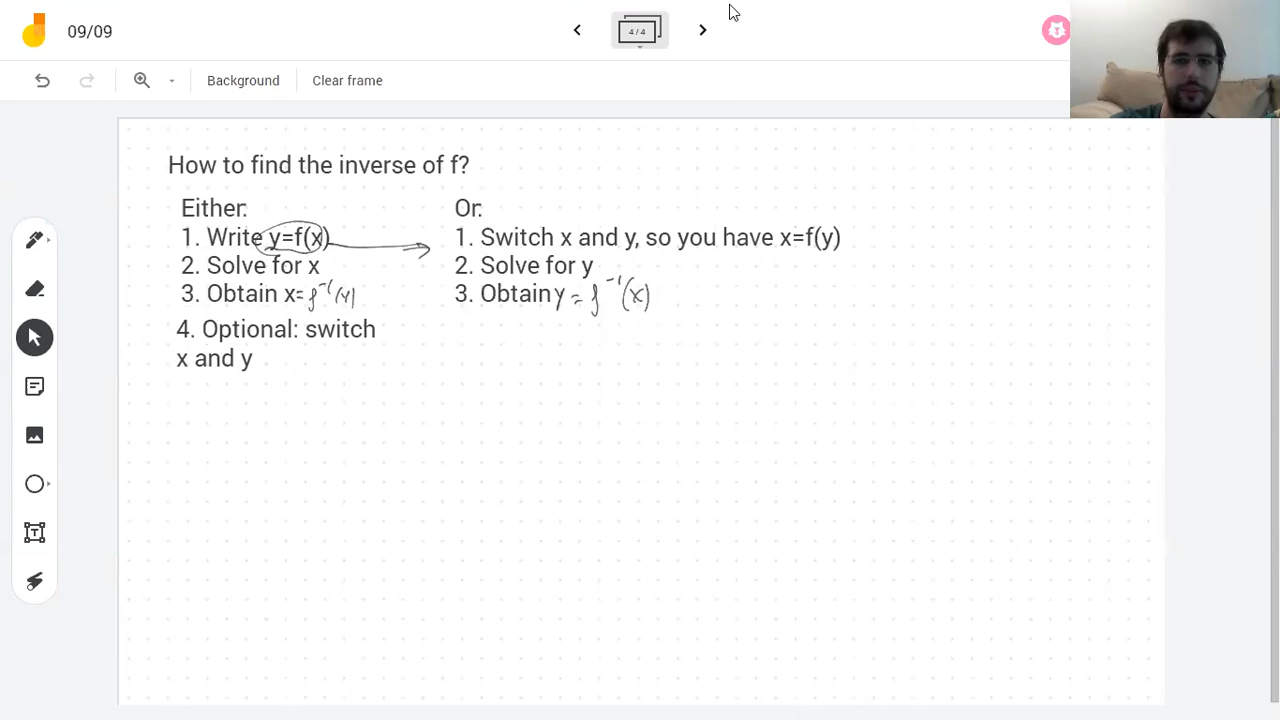 09/09
4 / 4
Background
Clear frame
How to find the inverse of f?
Either:
1. Write y=f(x)
2. Solve for x
3. Obtain x=f⁻¹(y)
4. Optional: switch
x and y
Or:
1. Switch x and y, so you have x=f(y)
2. Solve for y
3. Obtain y = f⁻¹(x)